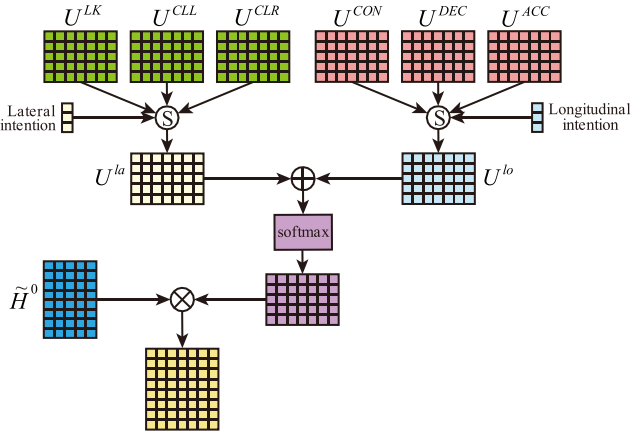 U^LK U^CLL U^CLR U^CON U^DEC U^ACC
Lateral
intention
S
S
Longitudinal
intention
U^la
U^lo
softmax
H̃^0